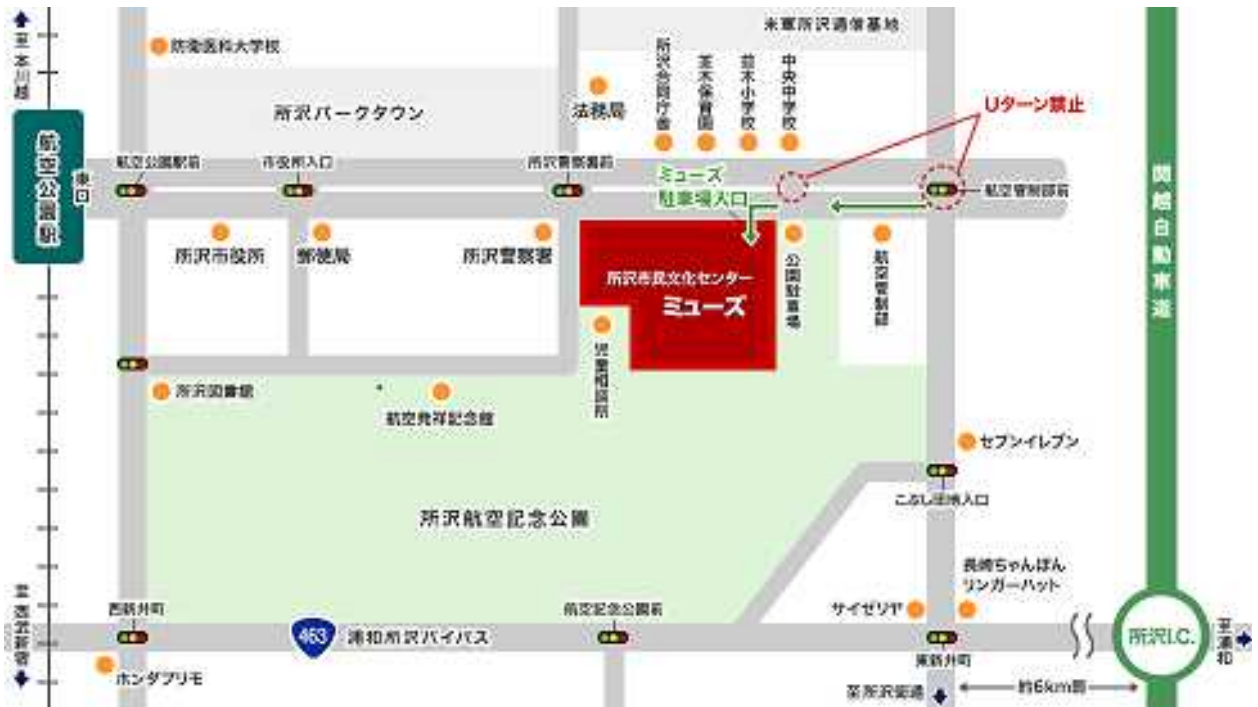 至本川越
防衛医科大学校
所沢パークタウン
米軍所沢通信基地
法務局
所沢合同庁舎
並木保育園
並木小学校
中央中学校
Uターン禁止
航空公園駅
東口
航空公園駅前
市役所入口
所沢警察署前
ミューズ
駐車場入口
航空管制部前
関越自動車道
所沢市役所
郵便局
所沢警察署
所沢市民文化センター
ミューズ
公園駐車場
航空管制部
児童相談所
所沢図書館
航空発祥記念館
セブンイレブン
こぶし団地入口
所沢航空記念公園
長崎ちゃんぽん
リンガーハット
サイゼリヤ
至西武新宿
西新井町
463
浦和所沢バイパス
航空記念公園前
東新井町
所沢I.C.
至浦和
ホンダプリモ
至所沢街道
約6km